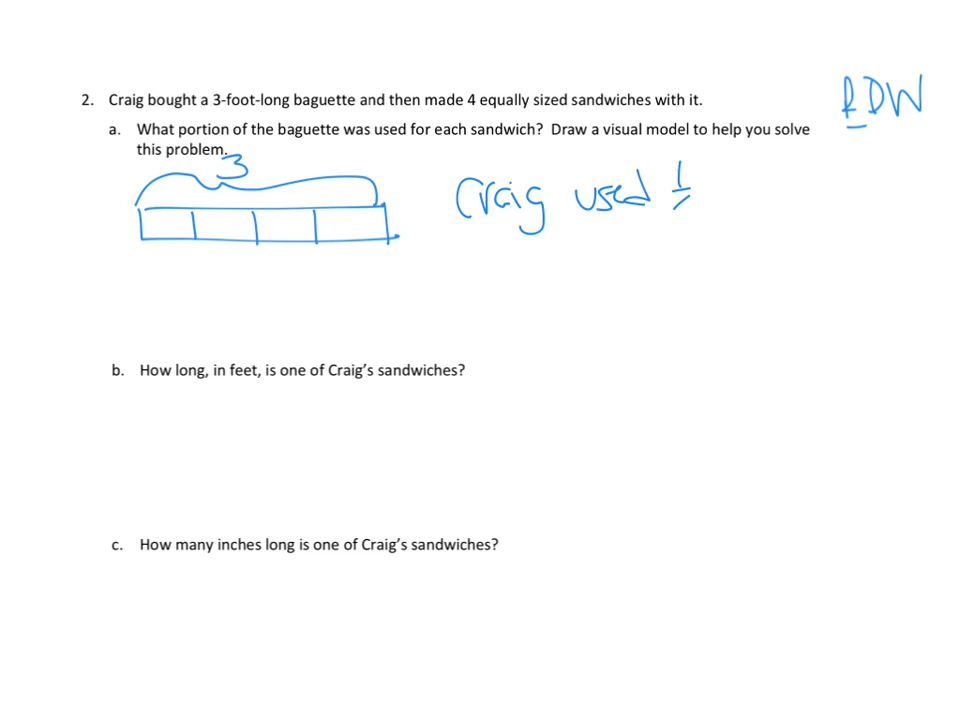 RDW
2. Craig bought a 3-foot-long baguette and then made 4 equally sized sandwiches with it.
a. What portion of the baguette was used for each sandwich? Draw a visual model to help you solve
this problem.
3
Craig used 1/
b. How long, in feet, is one of Craig's sandwiches?
c. How many inches long is one of Craig's sandwiches?